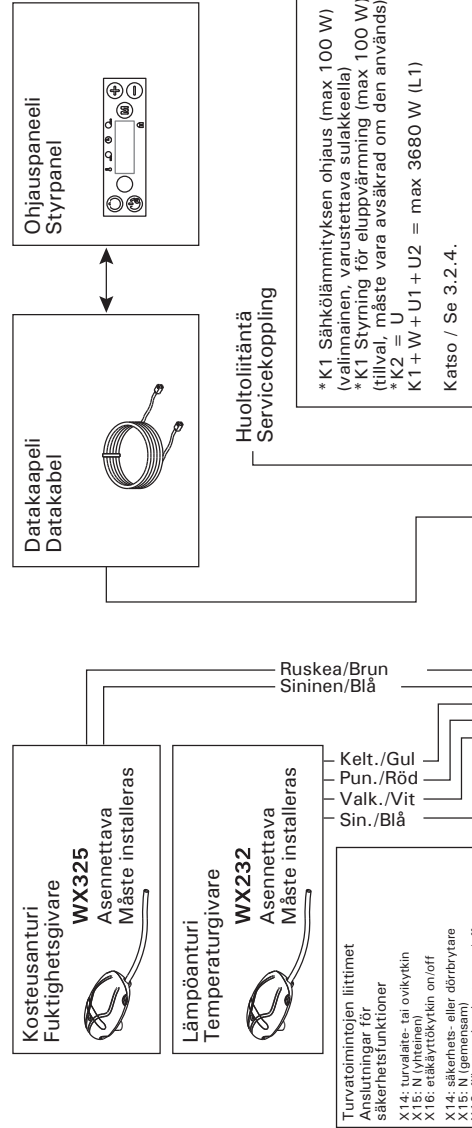 Kosteusanturi
Fuktighetsgivare
WX325
Asennettava
Måste installeras
Lämpöanturi
Temperaturgivare
WX232
Asennettava
Måste installeras
Turvatoimintojen liittimet
Anslutningar för
säkerhetsfunktioner
X14: turvalaite- tai ovikytkin
X15: N (yhteinen)
X16: etäkäyttökytkin on/off
X14: säkerhets- eller dörrbrytare
X15: N (gemensam)
Ruskea/Brun
Sininen/Blå
Kelt./Gul
Pun./Röd
Valk./Vit
Sin./Blå
Datakaapeli
Datakabel
Ohjauspaneeli
Styrpanel
Huoltoliitäntä
Servicekoppling
*K1 Sähkölämmityksen ohjaus (max 100 W)
(valinnainen, varustettava sulakkeella)
*K1 Styrning för eluppvärmning (max 100 W)
(tillval, måste vara avsäkrad om den används)
*K2 = U
K1+W+U1+U2 = max 3680 W (L1)
Katso / Se 3.2.4.